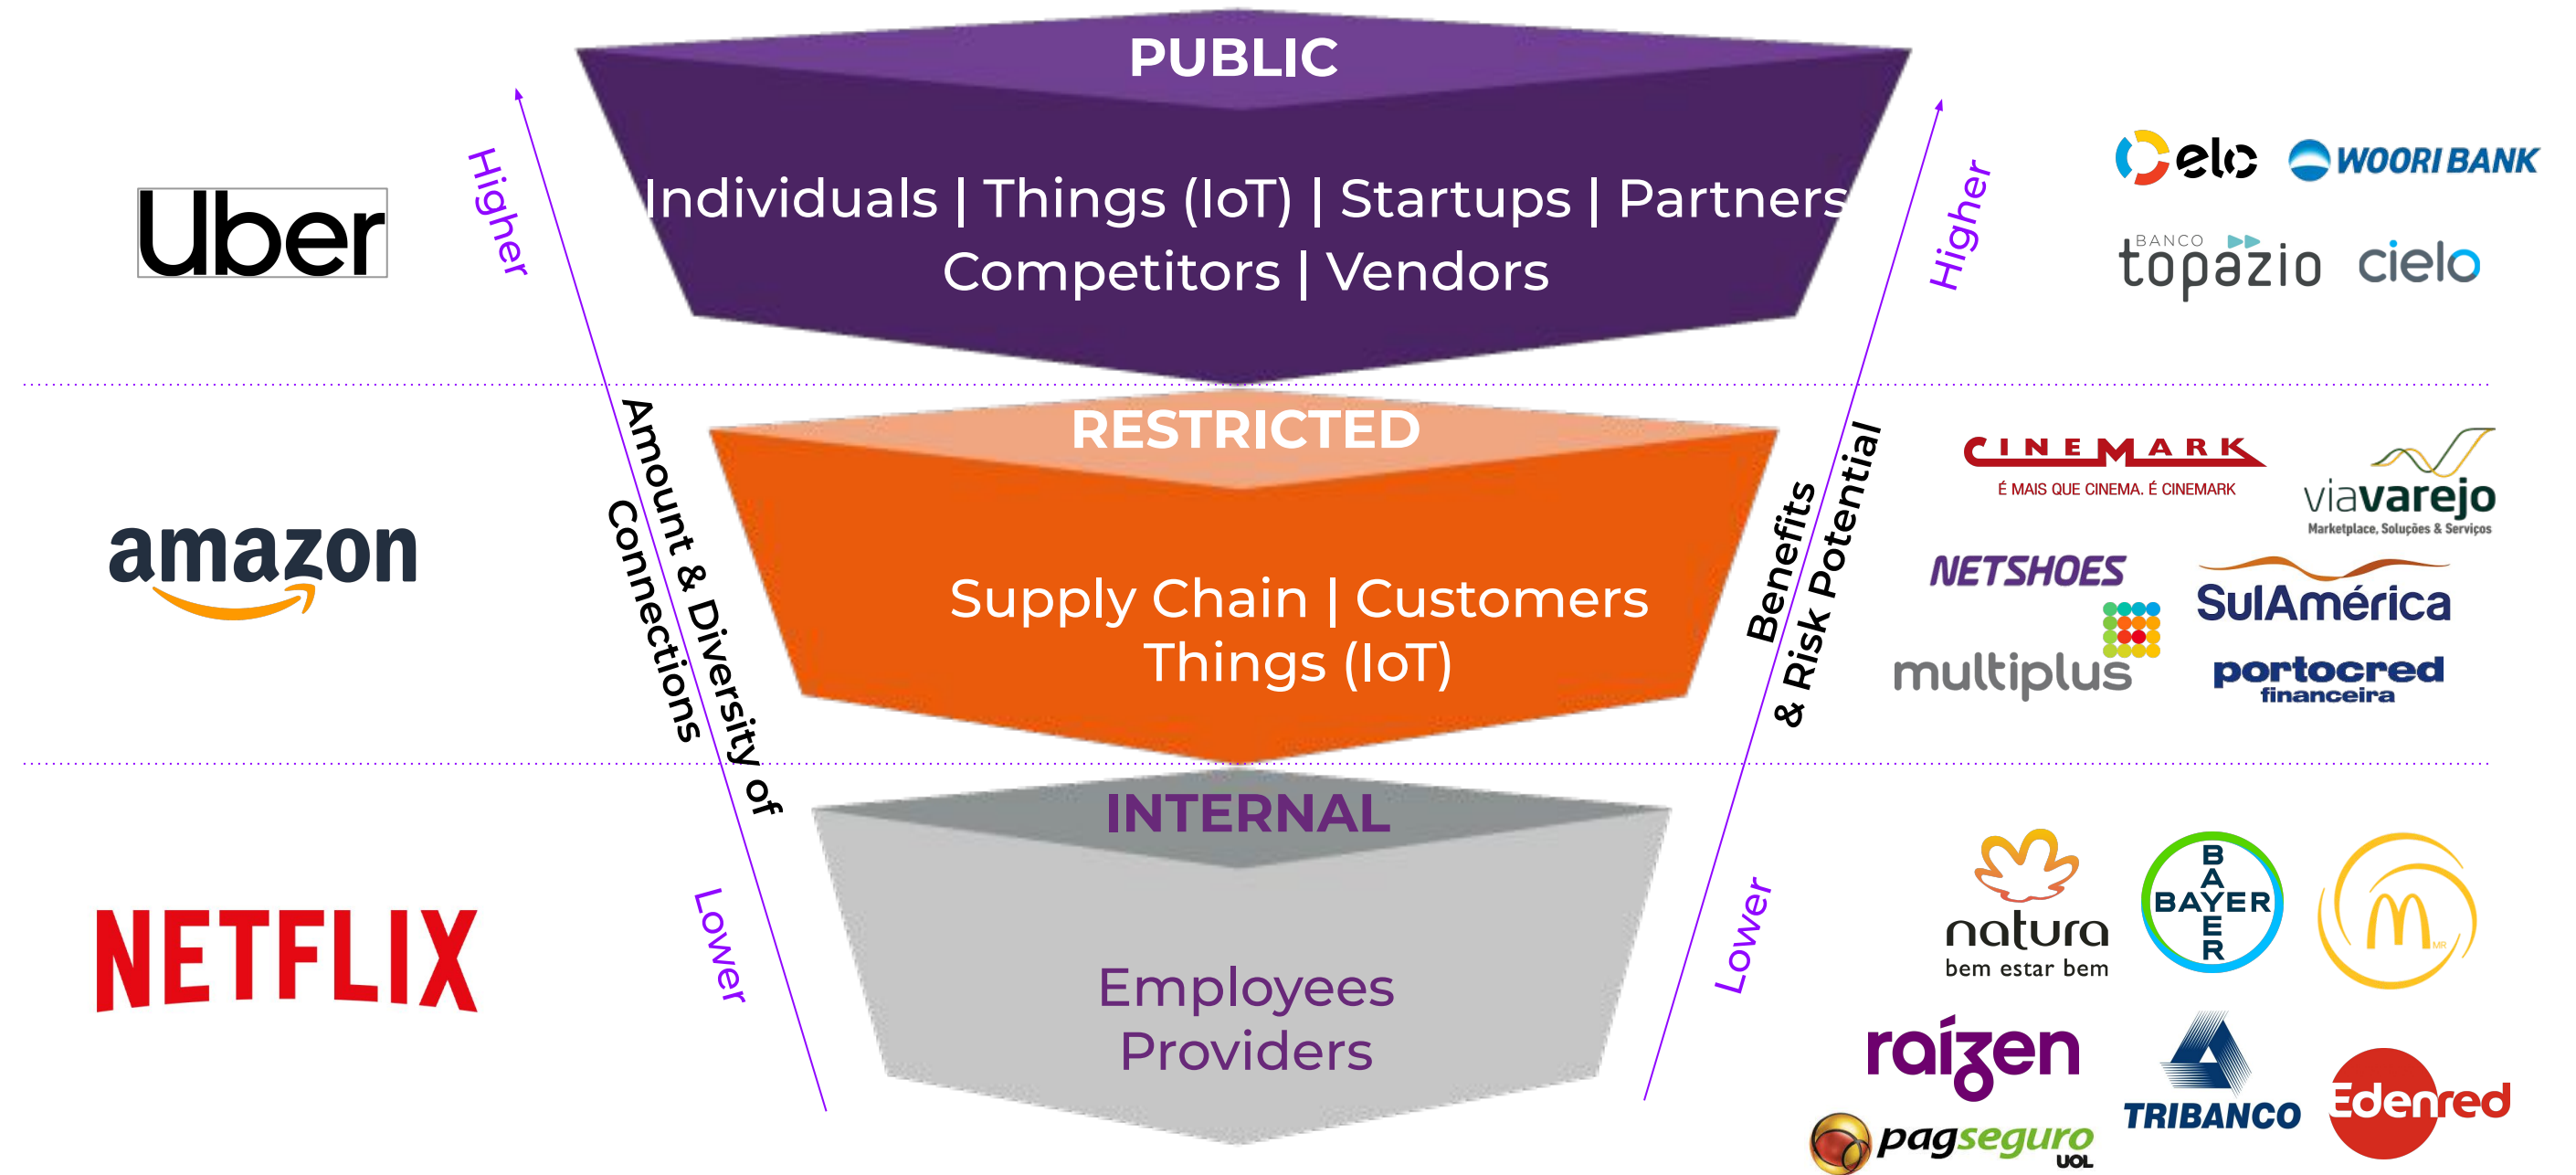 PUBLIC
Individuals | Things (IoT) | Startups | Partners
Competitors | Vendors
Uber
Higher
Higher
elo
WOORI BANK
BANCO
topazio
cielo
RESTRICTED
Supply Chain | Customers
Things (IoT)
amazon
Amount & Diversity of
Connections
Benefits
& Risk Potential
CINEMARK
É MAIS QUE CINEMA. É CINEMARK
viavarejo
Marketplace, Soluções & Serviços
NETSHOES
SulAmérica
multiplus
portocred
financeira
INTERNAL
Employees
Providers
NETFLIX
Lower
Lower
natura
bem estar bem
BAYER
BAYER
M
MR
raízen
TRIBANCO
Edenred
pagseguro
UOL